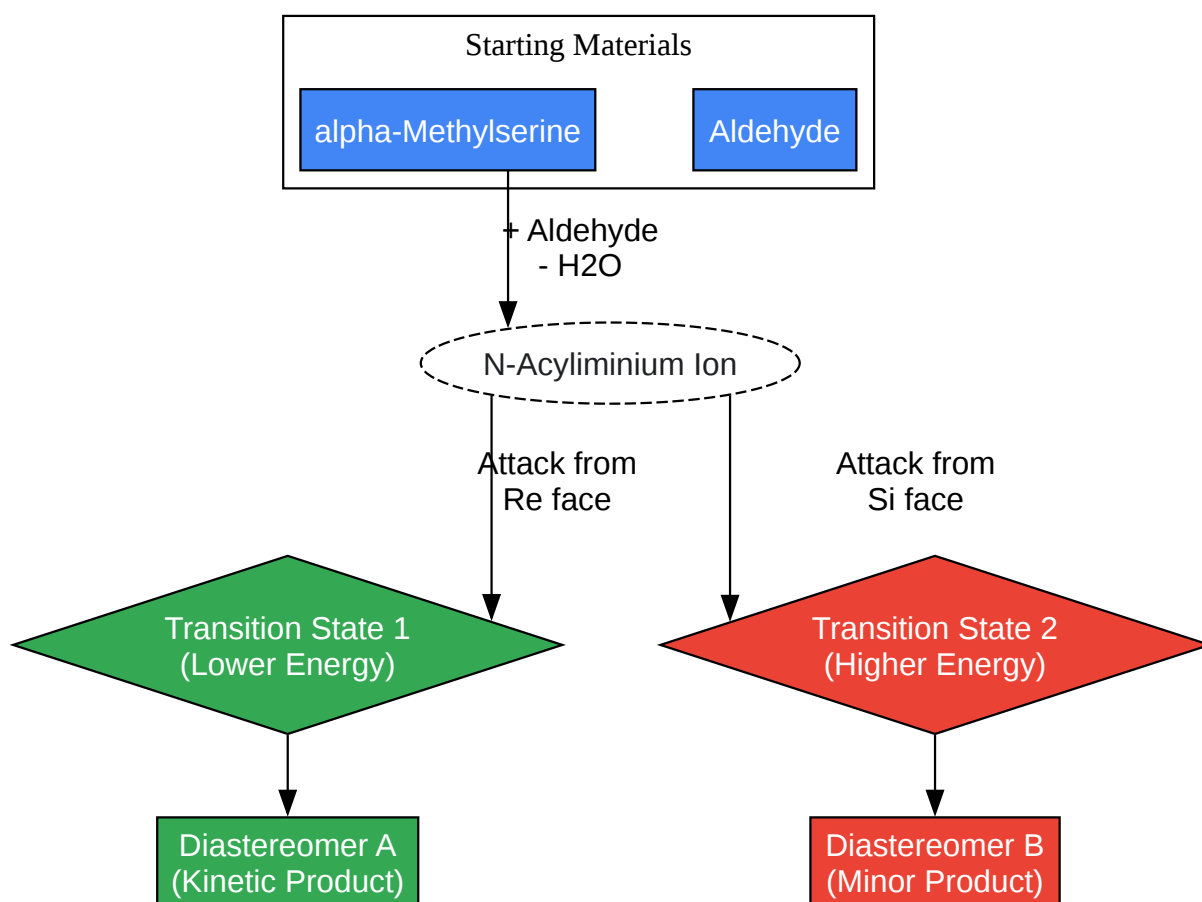 Starting Materials
alpha-Methylserine
Aldehyde
+ Aldehyde
- H2O
N-Acyliminium Ion
Attack from
Re face
Attack from
Si face
Transition State 1
(Lower Energy)
Transition State 2
(Higher Energy)
Diastereomer A
(Kinetic Product)
Diastereomer B
(Minor Product)